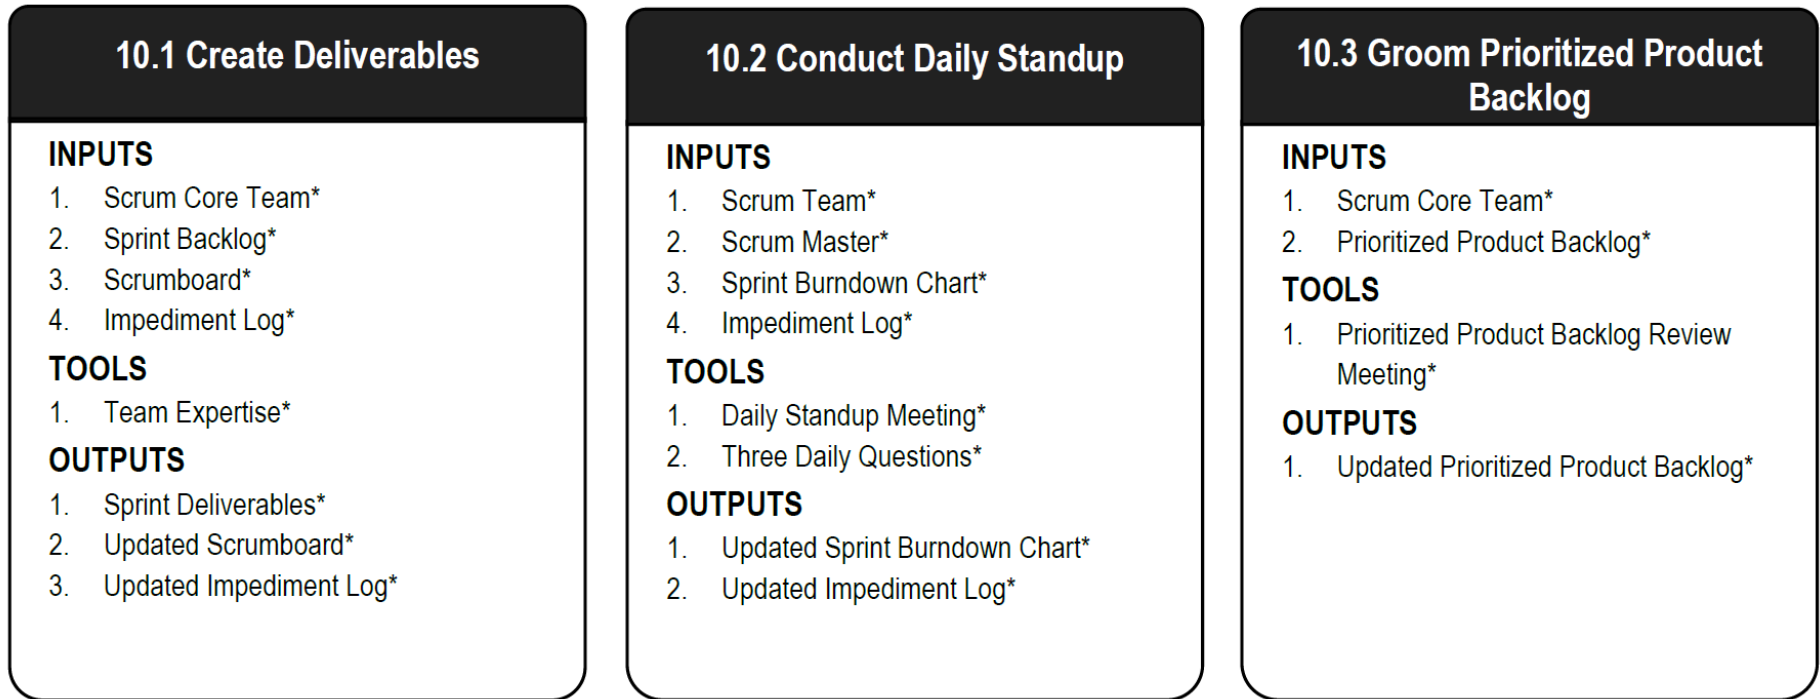 10.1 Create Deliverables
INPUTS
1. Scrum Core Team*
2. Sprint Backlog*
3. Scrumboard*
4. Impediment Log*
TOOLS
1. Team Expertise*
OUTPUTS
1. Sprint Deliverables*
2. Updated Scrumboard*
3. Updated Impediment Log*
10.2 Conduct Daily Standup
INPUTS
1. Scrum Team*
2. Scrum Master*
3. Sprint Burndown Chart*
4. Impediment Log*
TOOLS
1. Daily Standup Meeting*
2. Three Daily Questions*
OUTPUTS
1. Updated Sprint Burndown Chart*
2. Updated Impediment Log*
10.3 Groom Prioritized Product
Backlog
INPUTS
1. Scrum Core Team*
2. Prioritized Product Backlog*
TOOLS
1. Prioritized Product Backlog Review
Meeting*
OUTPUTS
1. Updated Prioritized Product Backlog*